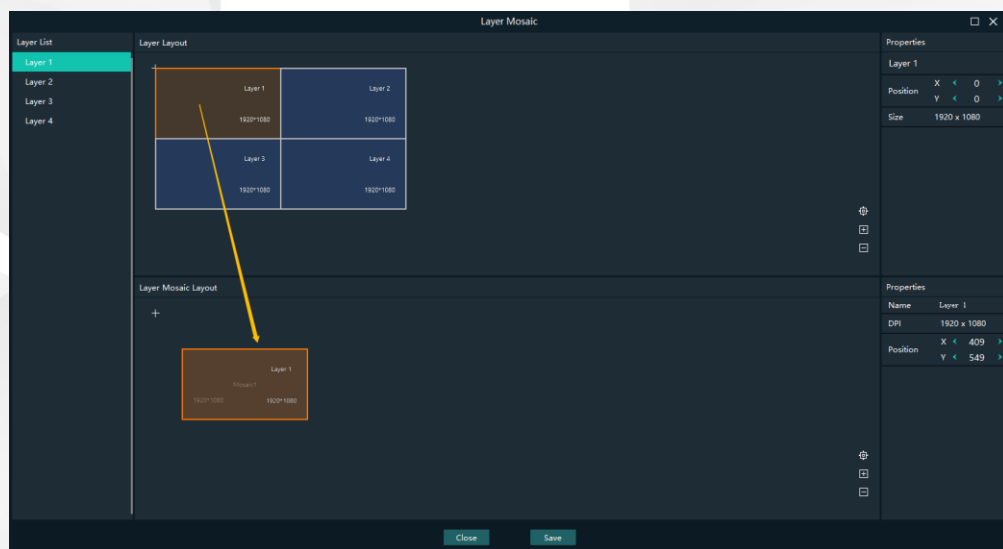 Layer Mosaic
Layer List
Layer 1
Layer 2
Layer 3
Layer 4
Layer Layout
Layer 1
1920*1080
Layer 2
1920*1080
Layer 3
1920*1080
Layer 4
1920*1080
Properties
Layer 1
Position X 0
Y 0
Size 1920 x 1080
Layer Mosaic Layout
Layer 1
Mosaic1
1920*1080 1920*1080
Properties
Name Layer 1
DPI 1920 x 1080
Position X 409
Y 549
Close Save